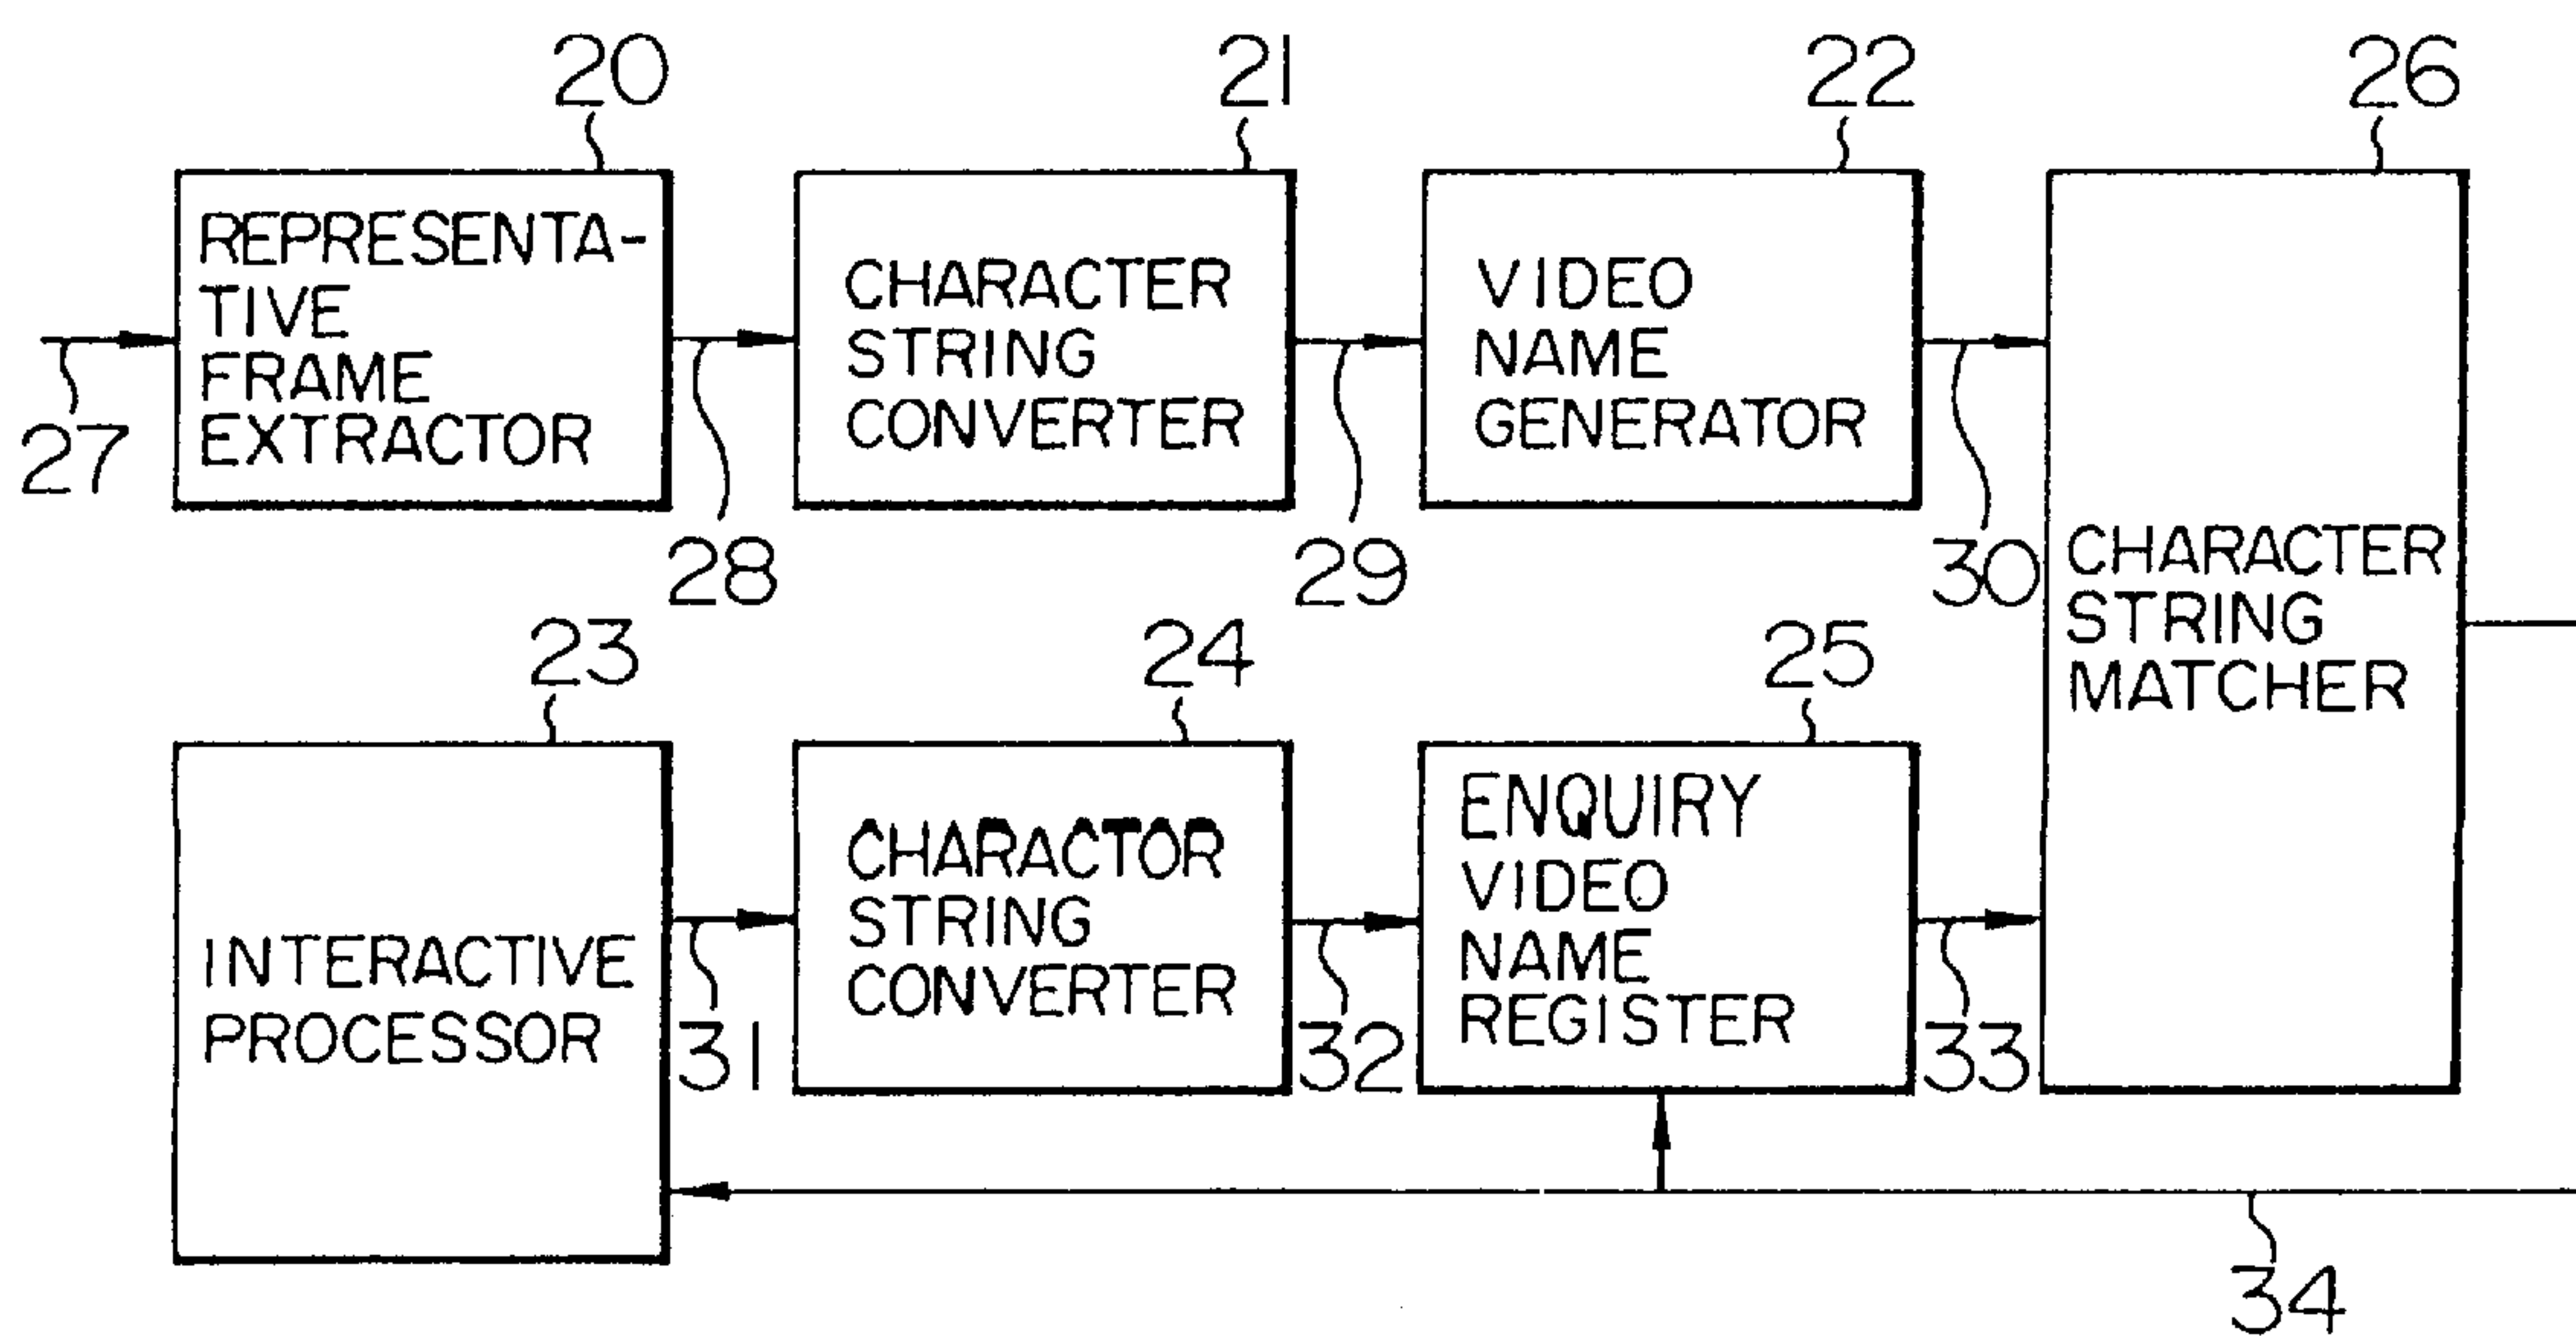 20
21
22
26
REPRESENTA-
TIVE
FRAME
EXTRACTOR
CHARACTER
STRING
CONVERTER
VIDEO
NAME
GENERATOR
CHARACTER
STRING
MATCHER
27
28
29
30
23
24
25
INTERACTIVE
PROCESSOR
CHARACTOR
STRING
CONVERTER
ENQUIRY
VIDEO
NAME
REGISTER
31
32
33
34